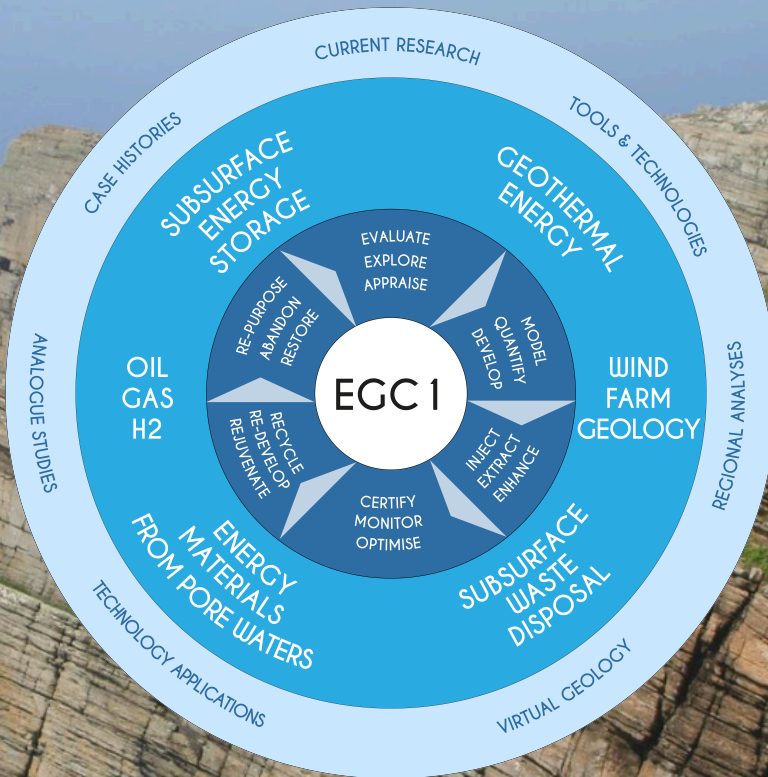 CURRENT RESEARCH
TOOLS & TECHNOLOGIES
REGIONAL ANALYSES
VIRTUAL GEOLOGY
TECHNOLOGY APPLICATIONS
ANALOGUE STUDIES
CASE HISTORIES
SUBSURFACE
ENERGY
STORAGE
GEOTHERMAL
ENERGY
WIND
FARM
GEOLOGY
SUBSURFACE
WASTE
DISPOSAL
ENERGY
MATERIALS
FROM PORE WATERS
OIL
GAS
H2
EVALUATE
EXPLORE
APPRAISE
MODEL
QUANTIFY
DEVELOP
INJECT
EXTRACT
ENHANCE
CERTIFY
MONITOR
OPTIMISE
RECYCLE
RE-DEVELOP
REJUVENATE
RE-PURPOSE
ABANDON
RESTORE
EGC 1